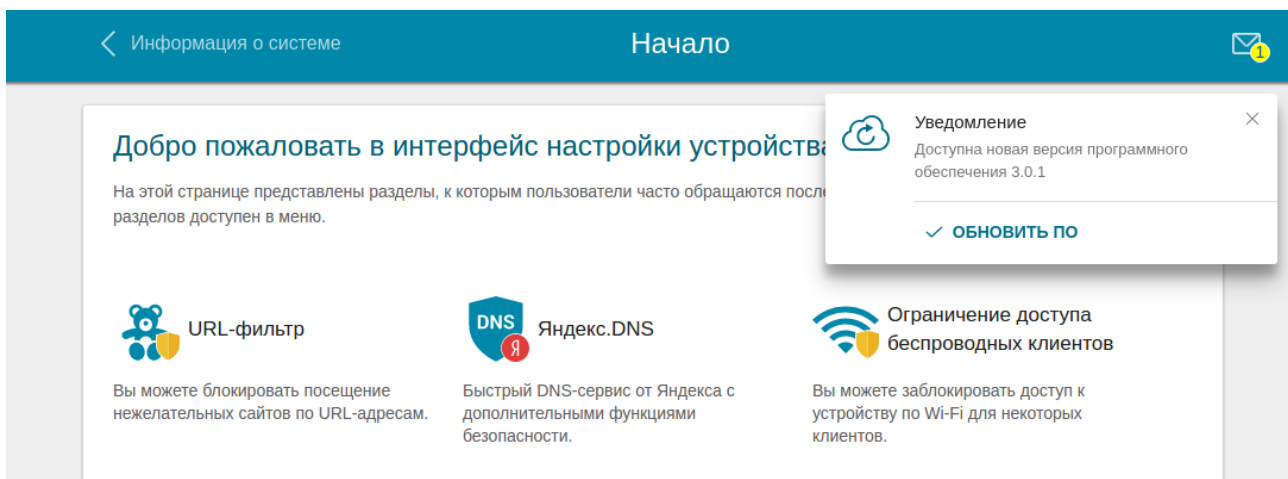 Информация о системе
Начало
1
Уведомление
Доступна новая версия программного
обеспечения 3.0.1
ОБНОВИТЬ ПО
Добро пожаловать в интерфейс настройки
На этой странице представлены разделы, к которым пользователи часто обращаются
разделов доступен в меню.
URL-фильтр
Вы можете блокировать посещение
нежелательных сайтов по URL-адресам.
DNS
Я
Яндекс.DNS
Быстрый DNS-сервис от Яндекса с
дополнительными функциями
безопасности.
Ограничение доступа
беспроводных клиентов
Вы можете заблокировать доступ к
устройству по Wi-Fi для некоторых
клиентов.